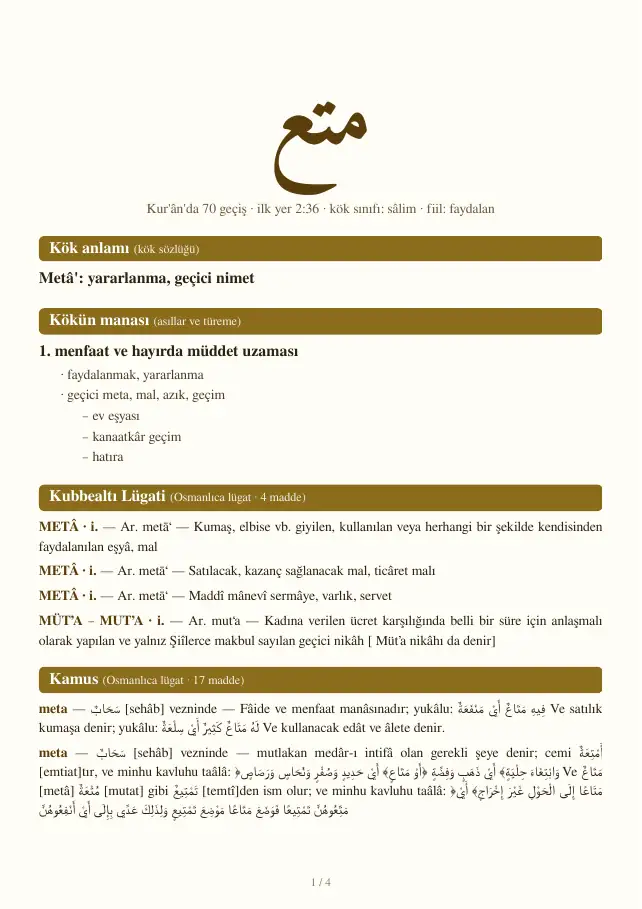 متع
Kur'ân'da 70 geçiş · ilk yer 2:36 · kök sınıfı: sâlim · fiil: faydalan
Kök anlamı (kök sözlüğü)
Metâ': yararlanma, geçici nimet
Kökün manası (asıllar ve türeme)
1. menfaat ve hayırda müddet uzaması
· faydalanmak, yararlanma
· geçici meta, mal, azık, geçim
– ev eşyası
– kanaatkâr geçim
– hatıra
Kubbealtı Lügati (Osmanlıca lügat · 4 madde)
METÂ · i. — Ar. metā‘ — Kumaş, elbise vb. giyilen, kullanılan veya herhangi bir şekilde kendisinden
faydalanılan eşyâ, mal
METÂ · i. — Ar. metā‘ — Satılacak, kazanç sağlanacak mal, ticâret malı
METÂ · i. — Ar. metā‘ — Maddî mânevî sermâye, varlık, servet
MÜT’A – MUT’A · i. — Ar. mut‘a — Kadına verilen ücret karşılığında belli bir süre için anlaşmalı
olarak yapılan ve yalnız Şiîlerce makbul sayılan geçici nikâh [ Müt’a nikâhı da denir]
Kamus (Osmanlıca lügat · 17 madde)
meta — سَحَابٌ [sehâb] vezninde — Fâide ve menfaat manâsınadır; yukâlu: فِيهِ مَتَاعٌ أَيْ مَنْفَعَةٌ Ve satılık
kumaşa denir; yukâlu: لَهُ مَتَاعٌ كَثِيرٌ أَيْ سِلْعَةٌ Ve kullanacak edât ve âlete denir.
meta — سَحَابٌ [sehâb] vezninde — mutlakan medâr-ı intifâ olan gerekli şeye denir; cemi أَمْتِعَةٌ
[emtiat]tır, ve minhu kavluhu taâlâ: ﴿وَابْتِغَاءَ حِلْيَةٍ﴾ أَيْ ذَهَبٍ وَفِضَّةٍ ﴿أَوْ مَتَاعٍ﴾ أَيْ حَدِيدٍ وَصُفْرٍ وَنُحَاسٍ وَرَصَاصٍ Ve مَتَاعٌ
[metâ] مُتْعَةٌ [mutat] gibi تَمْتِيعٌ [temtî]den ism olur; ve minhu kavluhu taâlâ: ﴿مَتَاعًا إِلَى الْحَوْلِ غَيْرَ إِخْرَاجٍ﴾ أَيْ
مَتِّعُوهُنَّ تَمْتِيعًا فَوَضَعَ مَتَاعًا مَوْضِعَ تَمْتِيعٍ وَلِذَلِكَ عَدَّى بِإِلَى أَيْ أَنْفِعُوهُنَّ
1 / 4